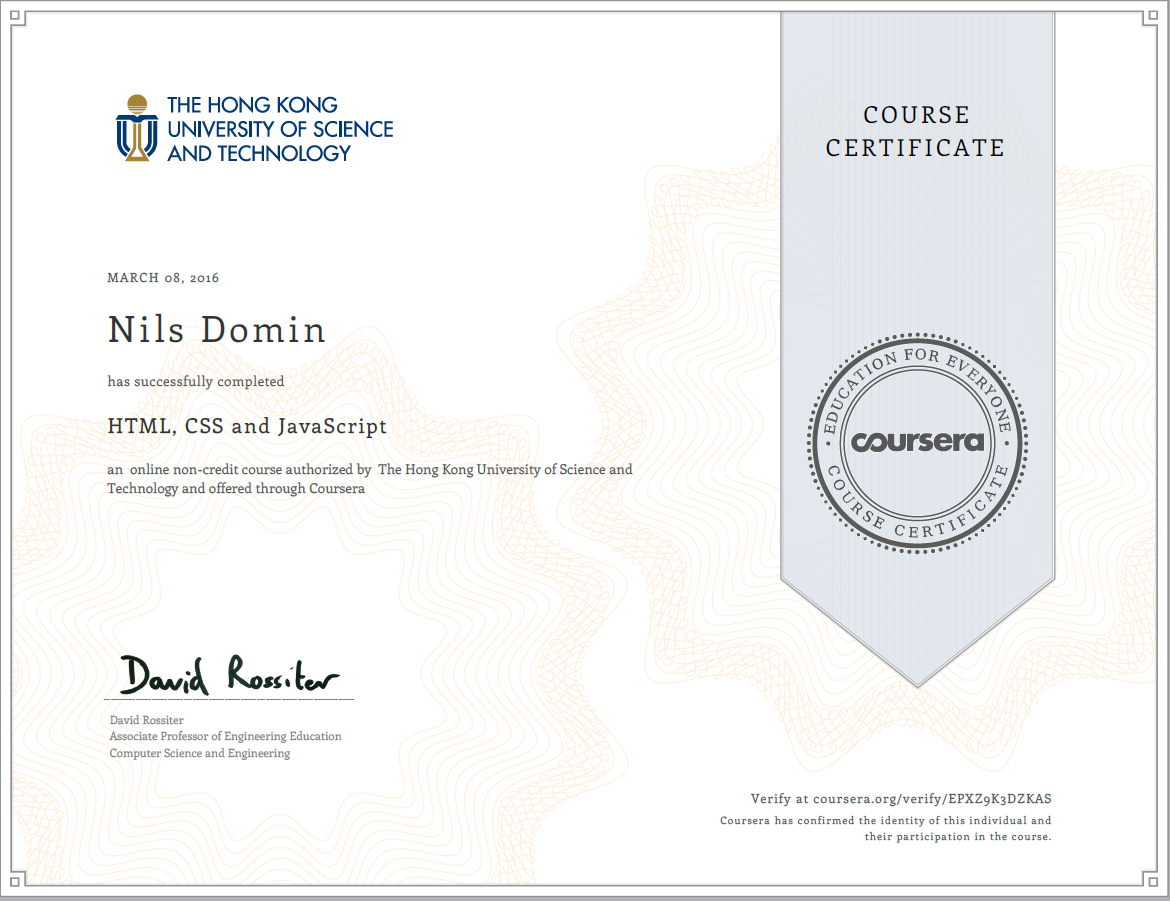 THE HONG KONG
UNIVERSITY OF SCIENCE
AND TECHNOLOGY
COURSE
CERTIFICATE
MARCH 08, 2016
Nils Domin
has successfully completed
HTML, CSS and JavaScript
an online non-credit course authorized by The Hong Kong University of Science and
Technology and offered through Coursera
EDUCATION FOR EVERYONE
coursera
COURSE CERTIFICATE
David Rossiter
David Rossiter
Associate Professor of Engineering Education
Computer Science and Engineering
Verify at coursera.org/verify/EPXZ9K3DZKAS
Coursera has confirmed the identity of this individual and
their participation in the course.